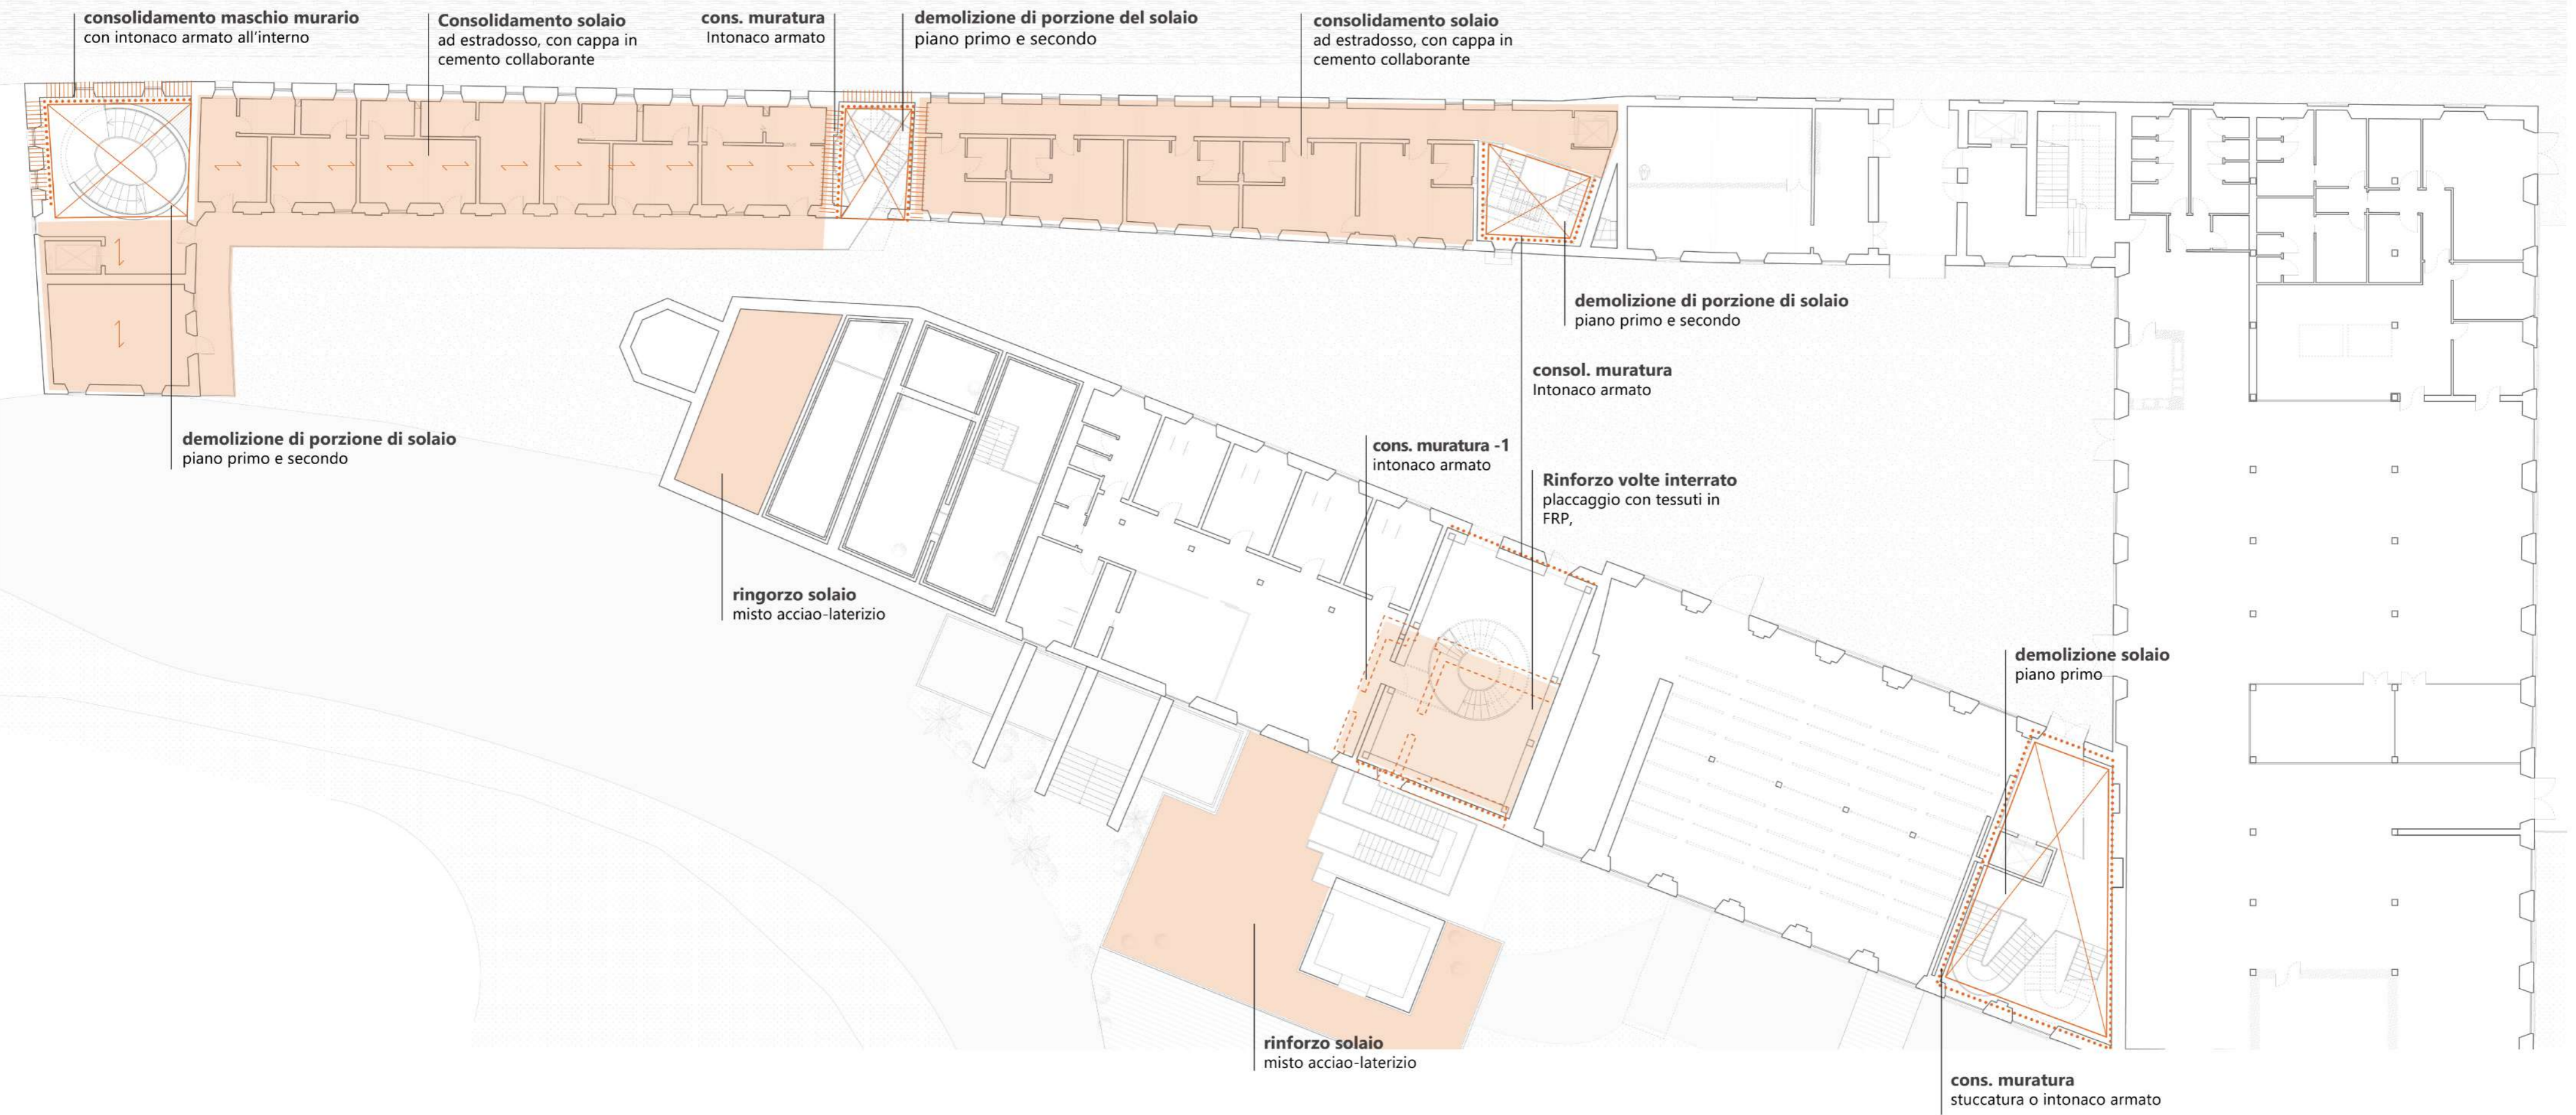 consolidamento maschio murario
con intonaco armato all'interno
Consolidamento solaio
ad estradosso, con cappa in
cemento collaborante
cons. muratura
Intonaco armato
demolizione di porzione del solaio
piano primo e secondo
consolidamento solaio
ad estradosso, con cappa in
cemento collaborante
demolizione di porzione di solaio
piano primo e secondo
consol. muratura
Intonaco armato
demolizione di porzione di solaio
piano primo e secondo
cons. muratura -1
intonaco armato
Rinforzo volte interrato
placcaggio con tessuti in
FRP,
ringorzo solaio
misto acciao-laterizio
demolizione solaio
piano primo
rinforzo solaio
misto acciao-laterizio
cons. muratura
stuccatura o intonaco armato